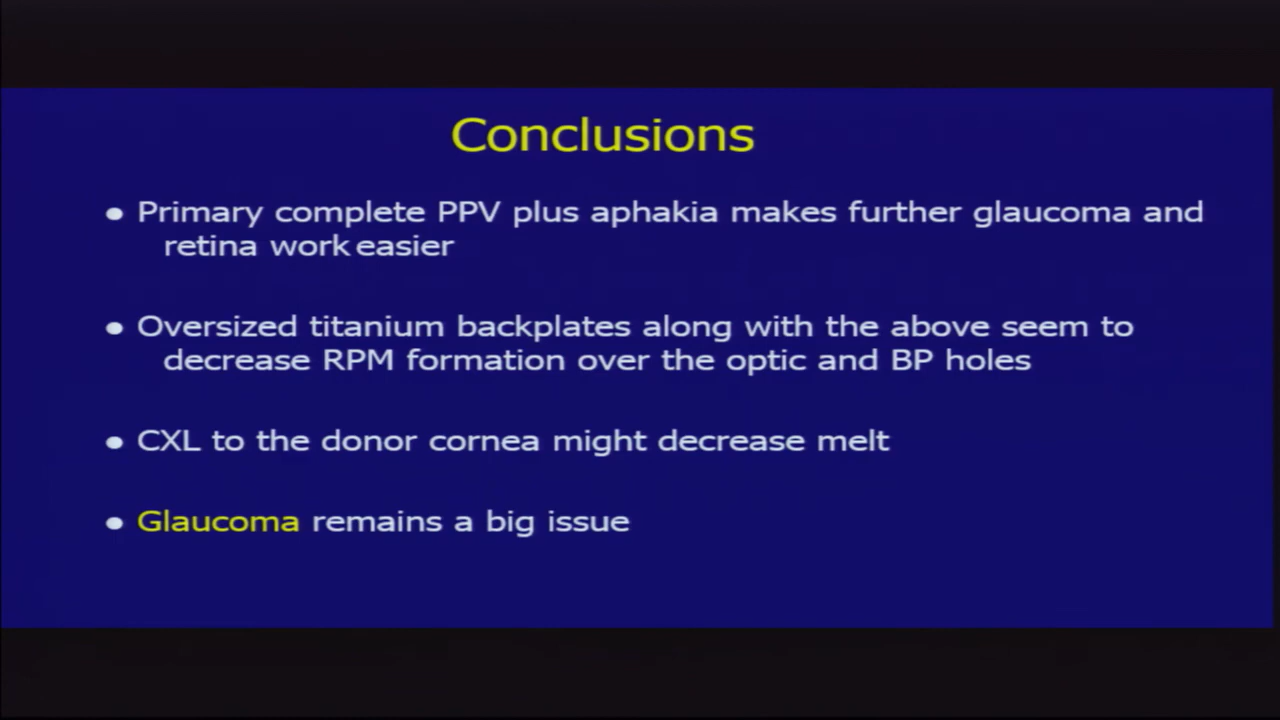 Conclusions
• Primary complete PPV plus aphakia makes further glaucoma and
retina work easier
• Oversized titanium backplates along with the above seem to
decrease RPM formation over the optic and BP holes
• CXL to the donor cornea might decrease melt
• Glaucoma remains a big issue